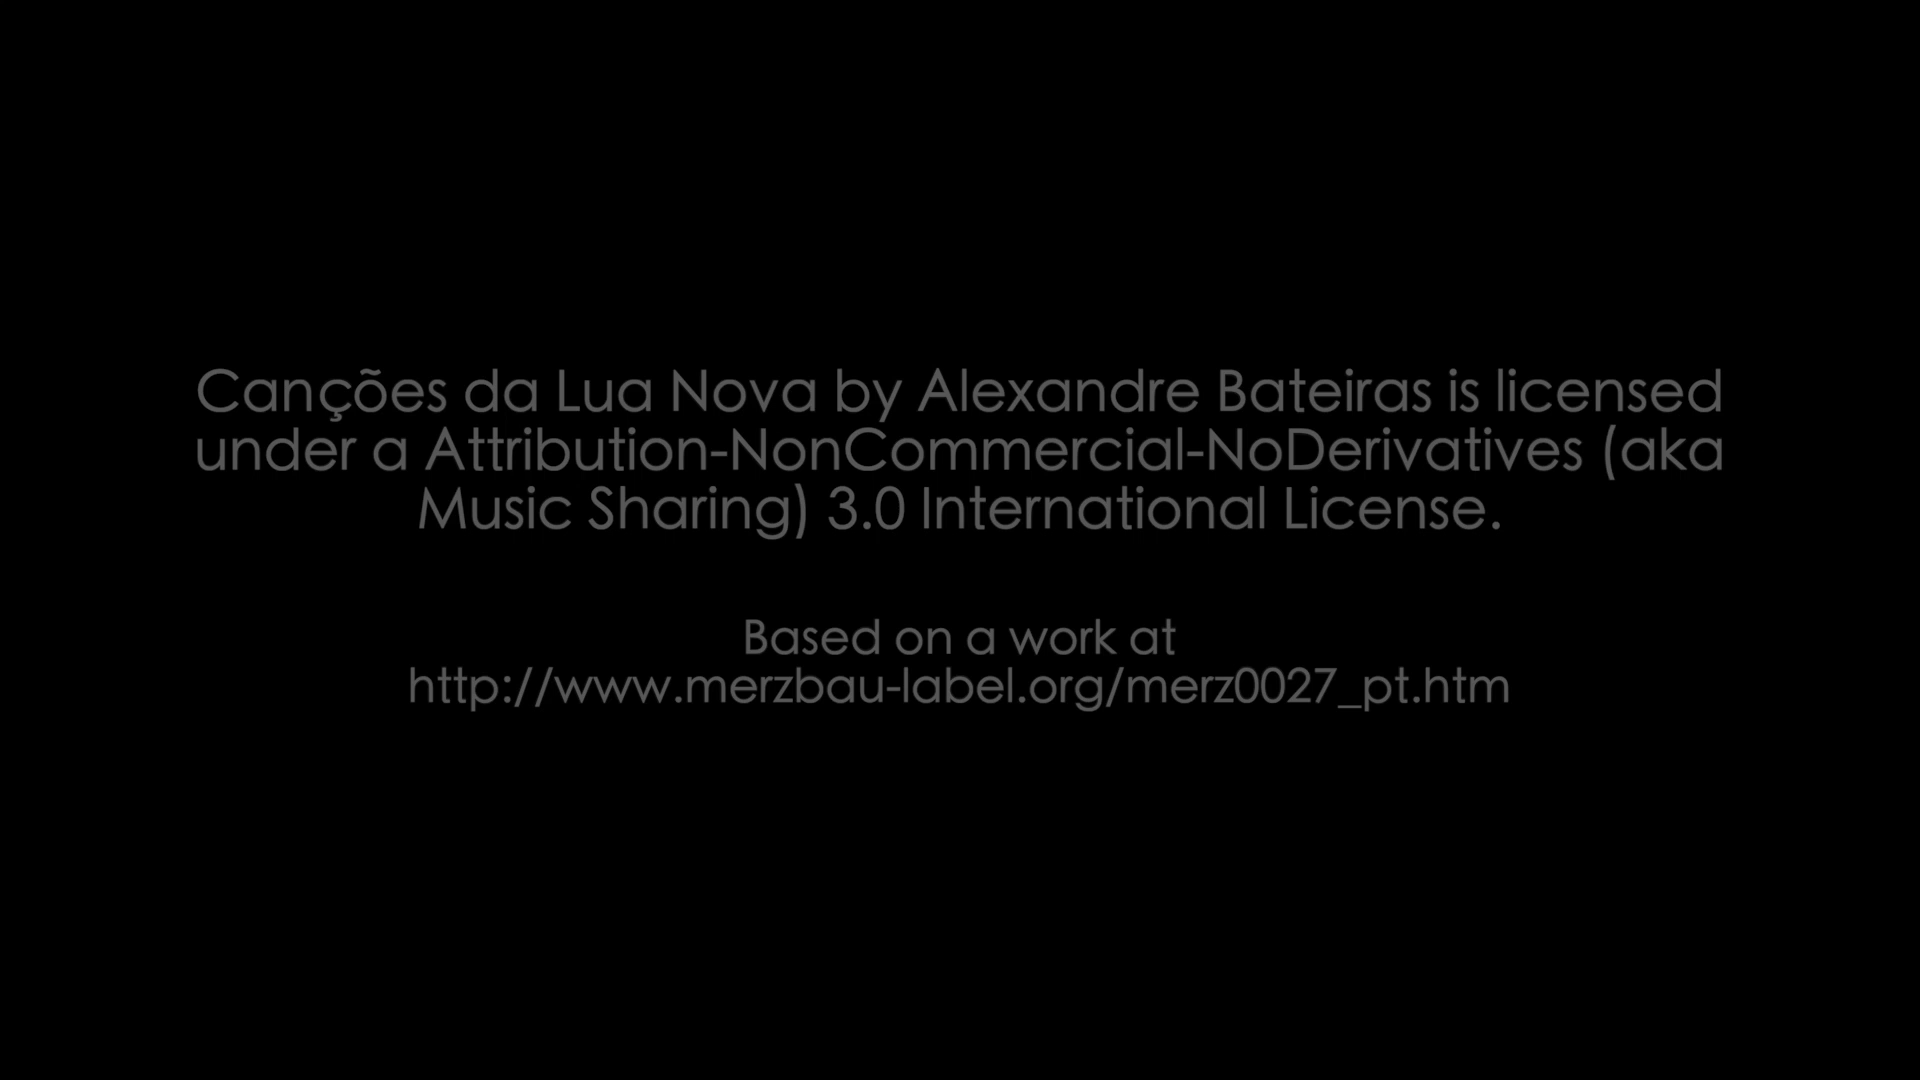 Canções da Lua Nova by Alexandre Bateiras is licensed
under a Attribution-NonCommercial-NoDerivatives (aka
Music Sharing) 3.0 International License.
Based on a work at
http://www.merzbau-label.org/merz0027_pt.htm